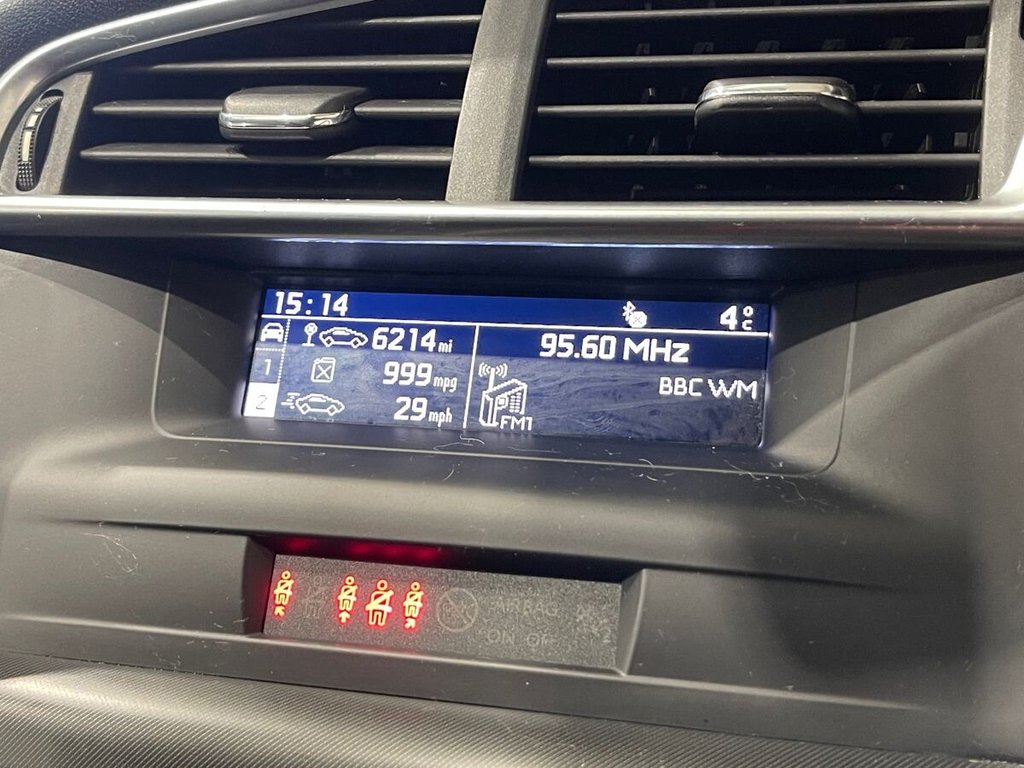 15:14
4°C
6214 mi
95.60 MHz
1
999 mpg
BBC WM
2
29 mph
FM1
AIRBAG
ON OFF